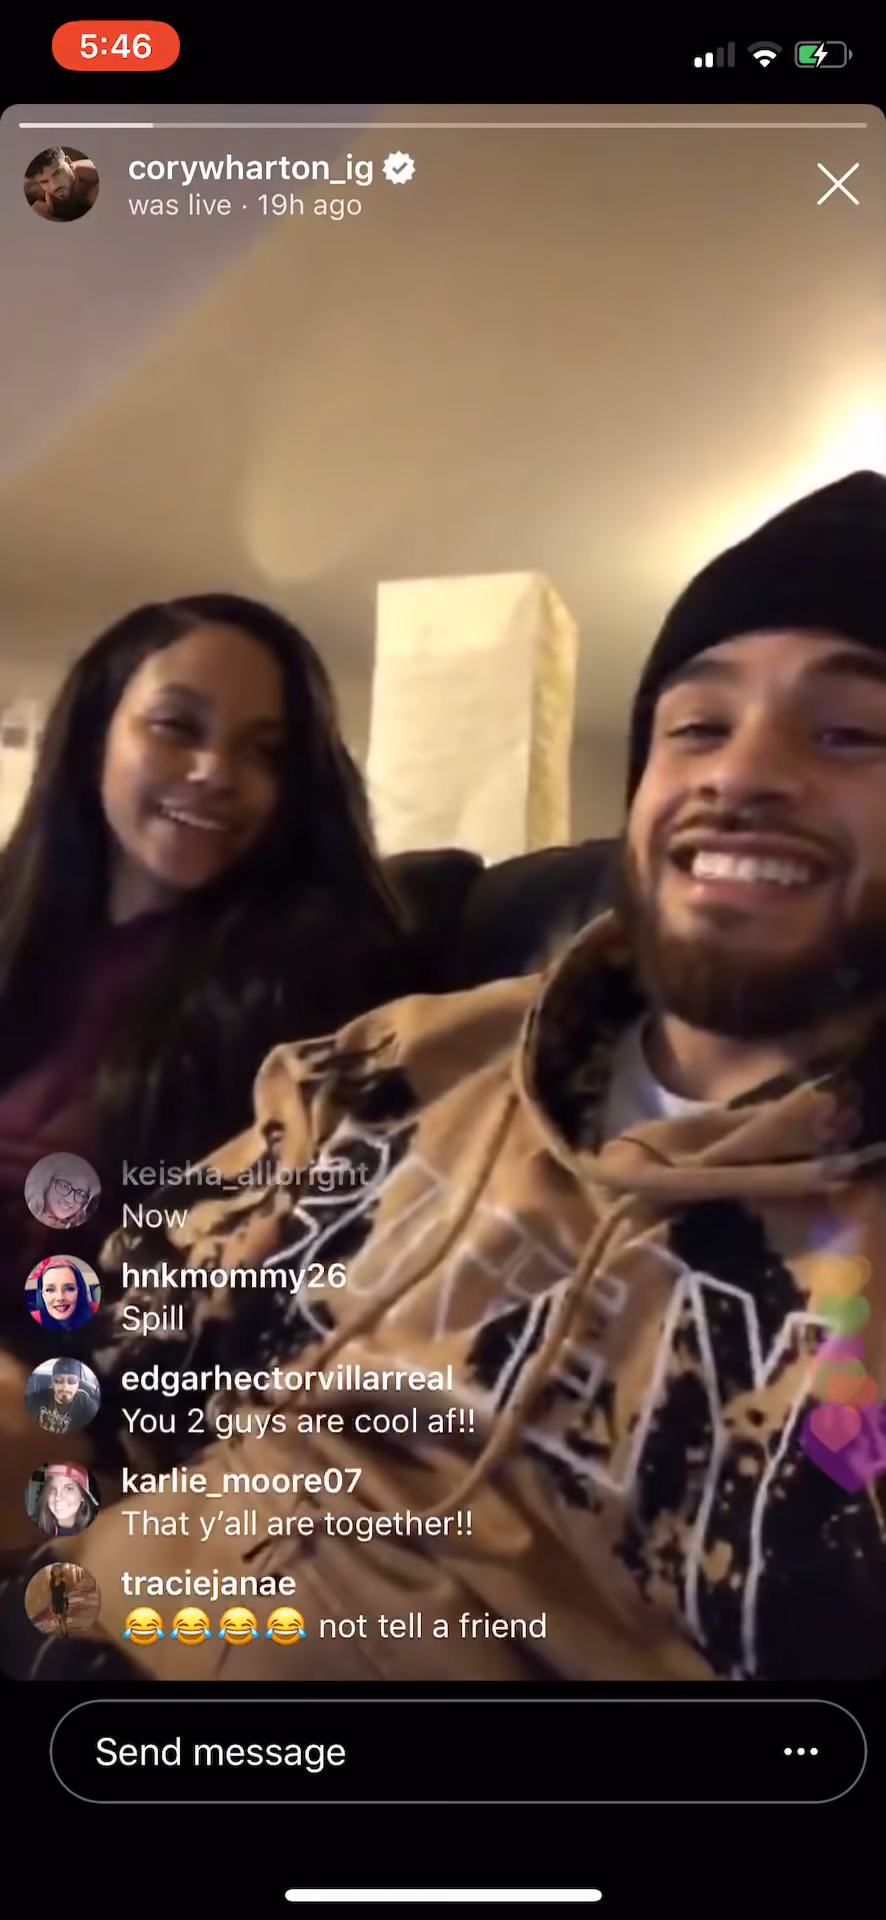 5:46
corywharton_ig
was live · 19h ago
keisha_allbright
Now
hnkmommy26
Spill
edgarhectorvillarreal
You 2 guys are cool af!!
karlie_moore07
That y’all are together!!
traciejanae
😂😂😂😂 not tell a friend
Send message